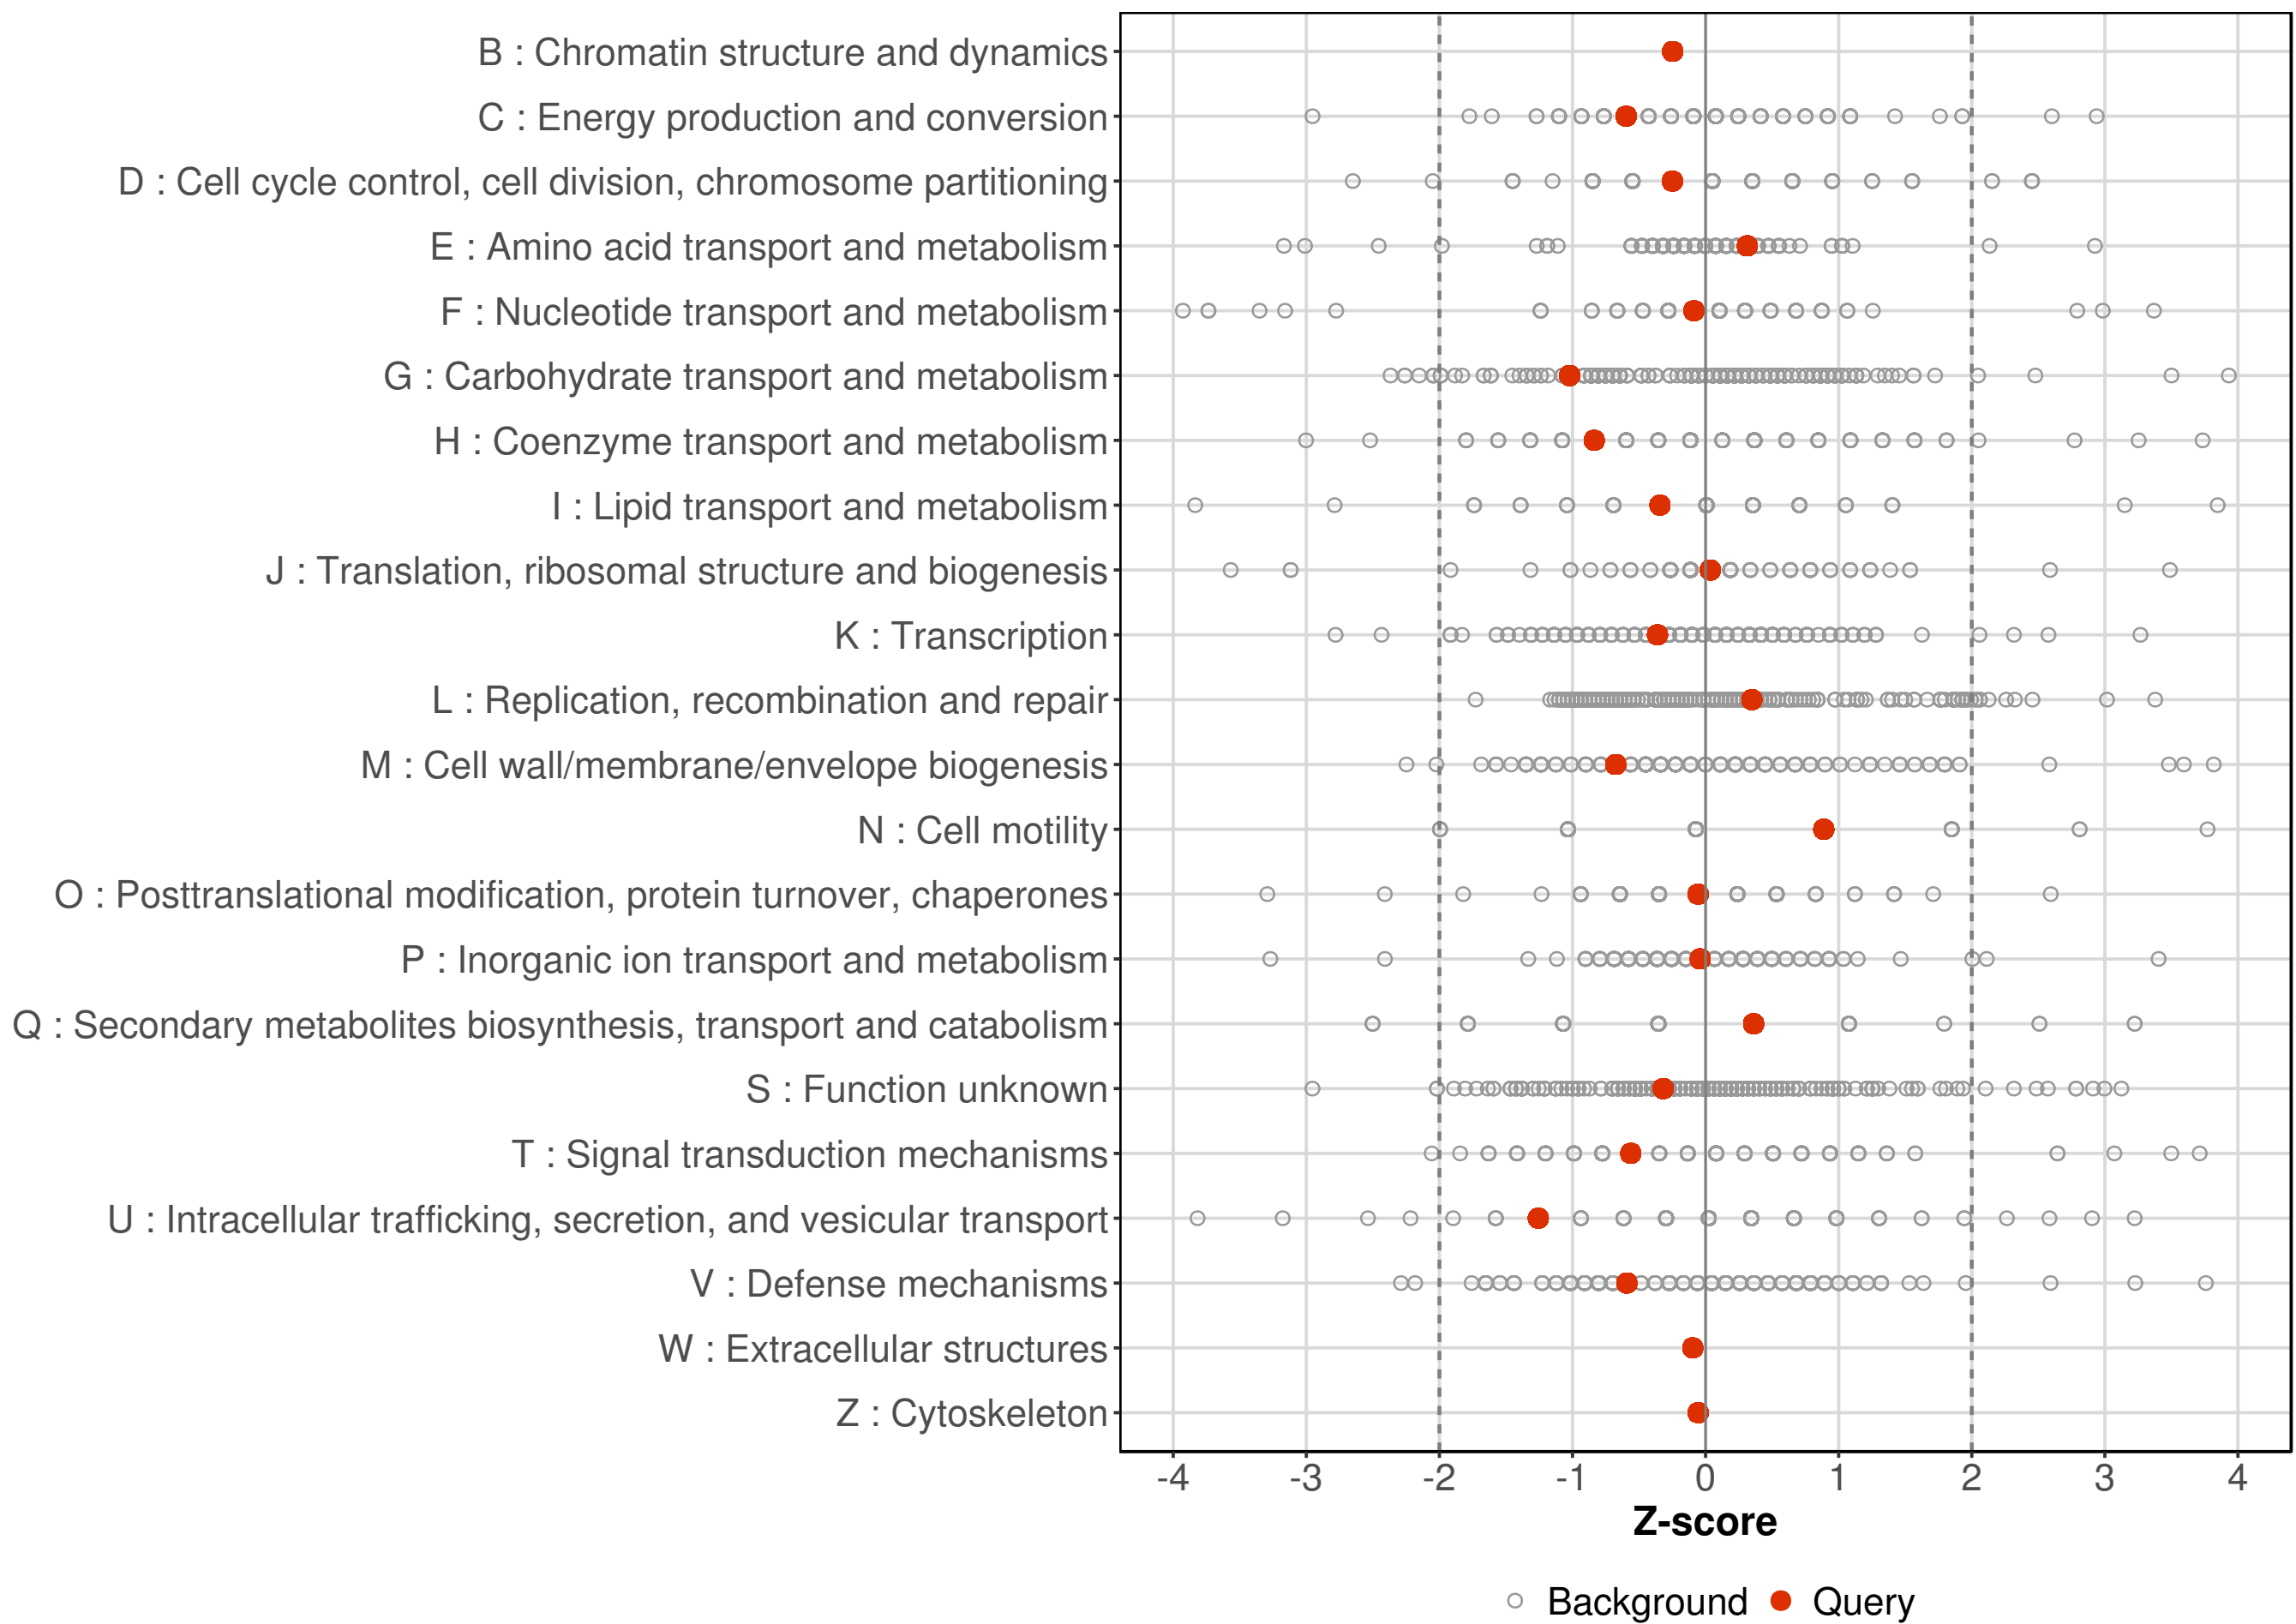 B : Chromatin structure and dynamics
C : Energy production and conversion
D : Cell cycle control, cell division, chromosome partitioning
E : Amino acid transport and metabolism
F : Nucleotide transport and metabolism
G : Carbohydrate transport and metabolism
H : Coenzyme transport and metabolism
I : Lipid transport and metabolism
J : Translation, ribosomal structure and biogenesis
K : Transcription
L : Replication, recombination and repair
M : Cell wall/membrane/envelope biogenesis
N : Cell motility
O : Posttranslational modification, protein turnover, chaperones
P : Inorganic ion transport and metabolism
Q : Secondary metabolites biosynthesis, transport and catabolism
S : Function unknown
T : Signal transduction mechanisms
U : Intracellular trafficking, secretion, and vesicular transport
V : Defense mechanisms
W : Extracellular structures
Z : Cytoskeleton
-4 -3 -2 -1 0 1 2 3 4
Z-score
Background Query